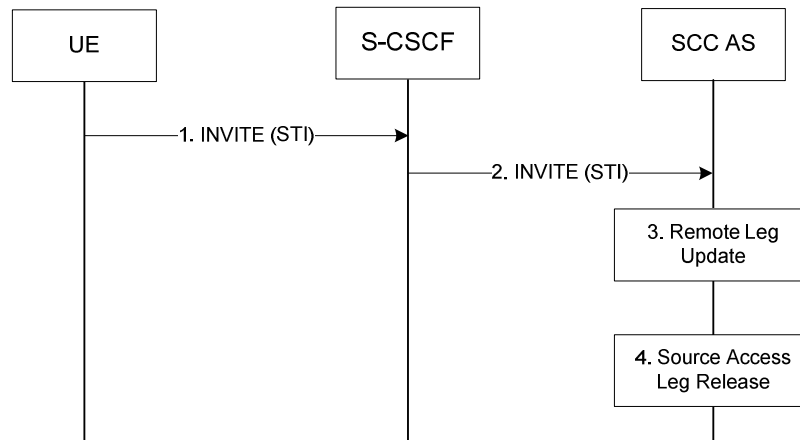 UE
S-CSCF
SCC AS
1. INVITE (STI)
2. INVITE (STI)
3. Remote Leg
Update
4. Source Access
Leg Release